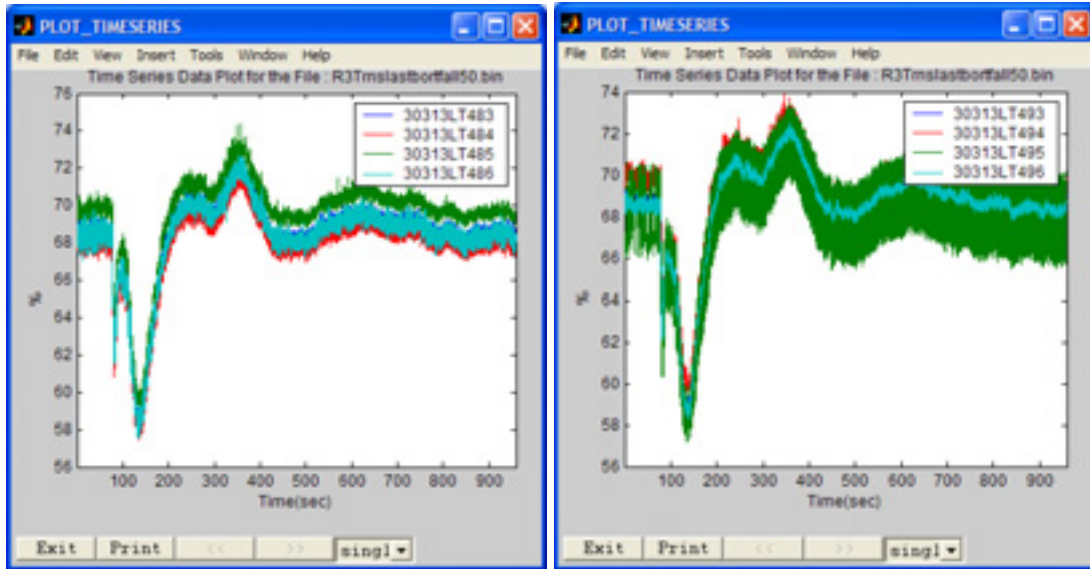 PLOT_TIMESERIES
File Edit View Insert Tools Window Help
Time Series Data Plot for the File : R3Trnslastbortfall50.bin
76
74
72
70
68
66
64
62
60
58
56
%
30313LT483
30313LT484
30313LT485
30313LT486
100 200 300 400 500 600 700 800 900
Time(sec)
Exit Print << >> singl
PLOT_TIMESERIES
File Edit View Insert Tools Window Help
Time Series Data Plot for the File : R3Trnslastbortfall50.bin
74
72
70
68
66
64
62
60
58
56
%
30313LT493
30313LT494
30313LT495
30313LT496
100 200 300 400 500 600 700 800 900
Time(sec)
Exit Print << >> singl